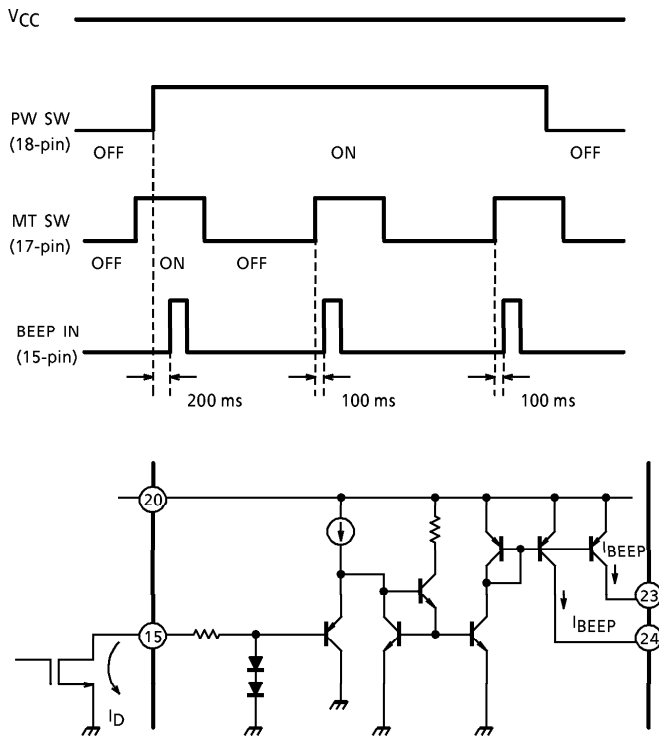 VCC
PW SW
(18-pin)
OFF
ON
OFF
MT SW
(17-pin)
OFF
ON
OFF
BEEP IN
(15-pin)
200 ms
100 ms
100 ms
20
IBEEP
23
15
IBEEP
24
ID